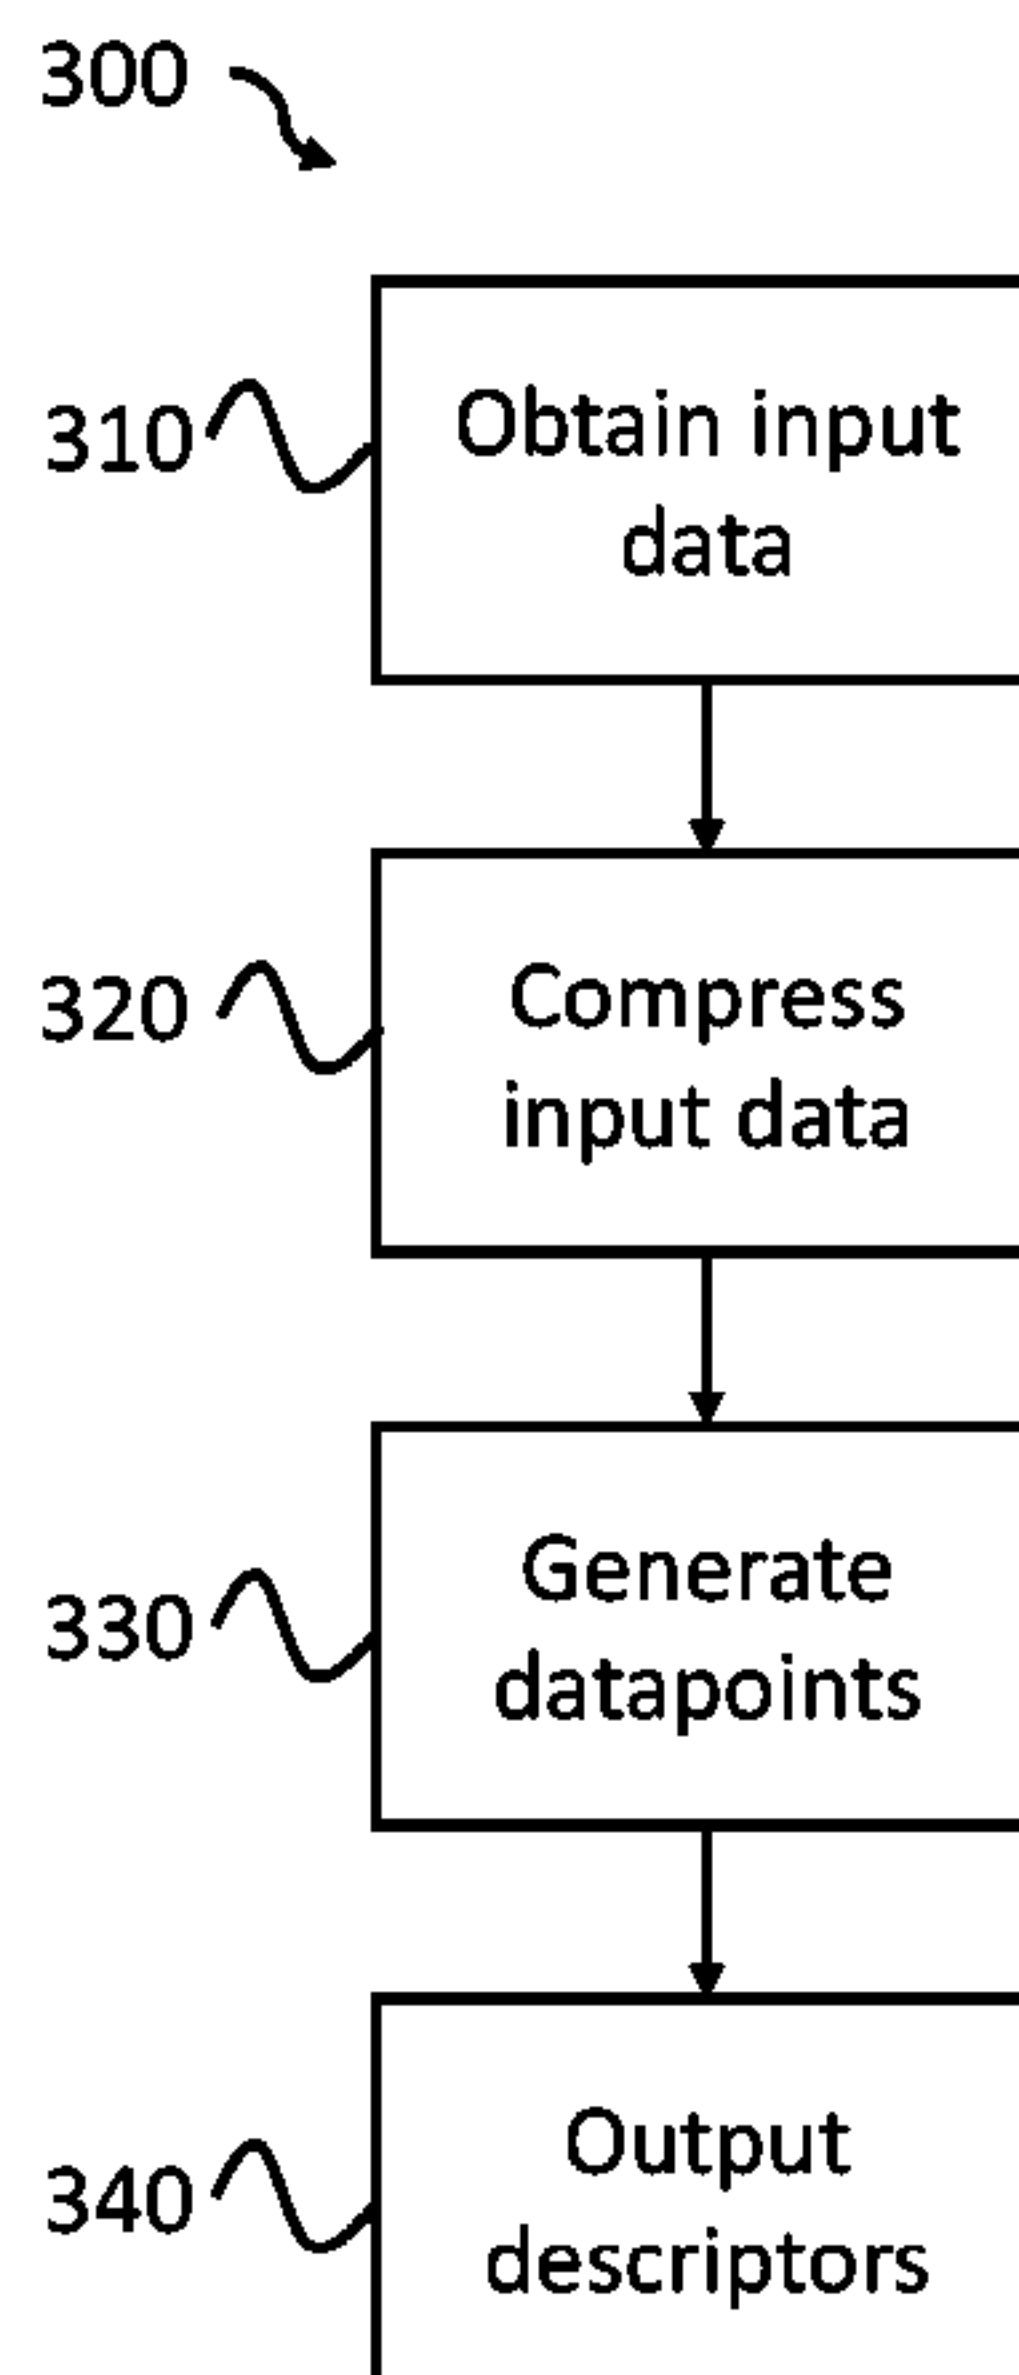 300
310
Obtain input
data
320
Compress
input data
330
Generate
datapoints
340
Output
descriptors